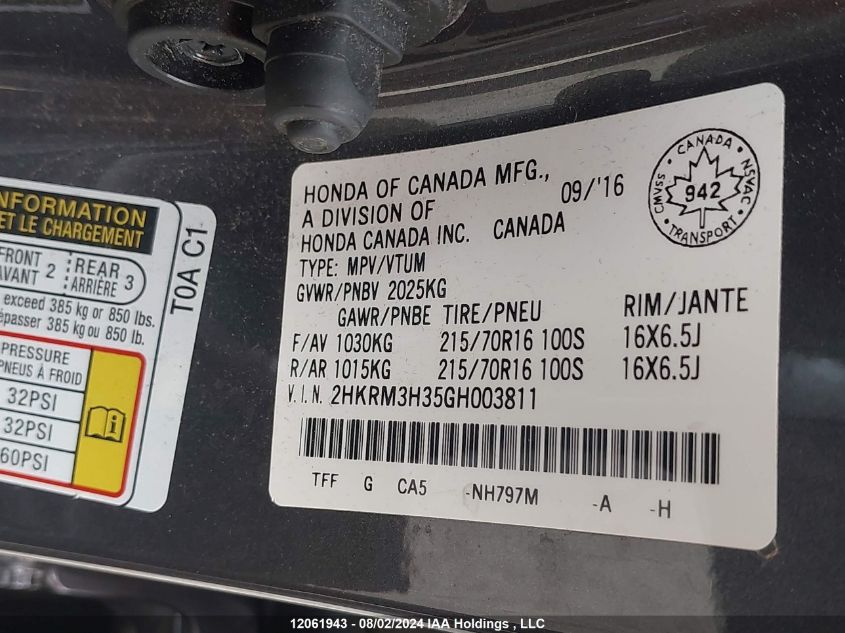 INFORMATION
ET LE CHARGEMENT
FRONT
AVANT 2
REAR 3
ARRIÈRE
exceed 385 kg or 850 lbs.
épasser 385 kg ou 850 lb.
PRESSURE
PNEUS À FROID
32PSI
32PSI
60PSI
T0A C1
HONDA OF CANADA MFG.,
A DIVISION OF
HONDA CANADA INC. CANADA
09/'16
TYPE: MPV/VTUM
GVWR/PNBV 2025KG
GAWR/PNBE TIRE/PNEU RIM/JANTE
F/AV 1030KG 215/70R16 100S 16X6.5J
R/AR 1015KG 215/70R16 100S 16X6.5J
V.I.N. 2HKRM3H35GH003811
TFF G CA5 -NH797M -A -H
CANADA
CMVSS 942 NSVAC
TRANSPORT
12061943 - 08/02/2024 IAA Holdings , LLC